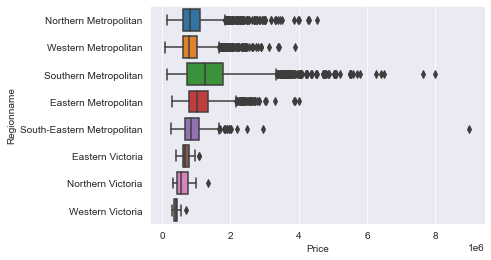 Northern Metropolitan
Western Metropolitan
Southern Metropolitan
Eastern Metropolitan
South-Eastern Metropolitan
Eastern Victoria
Northern Victoria
Western Victoria
Regionname
0 2 4 6 8
1e6
Price